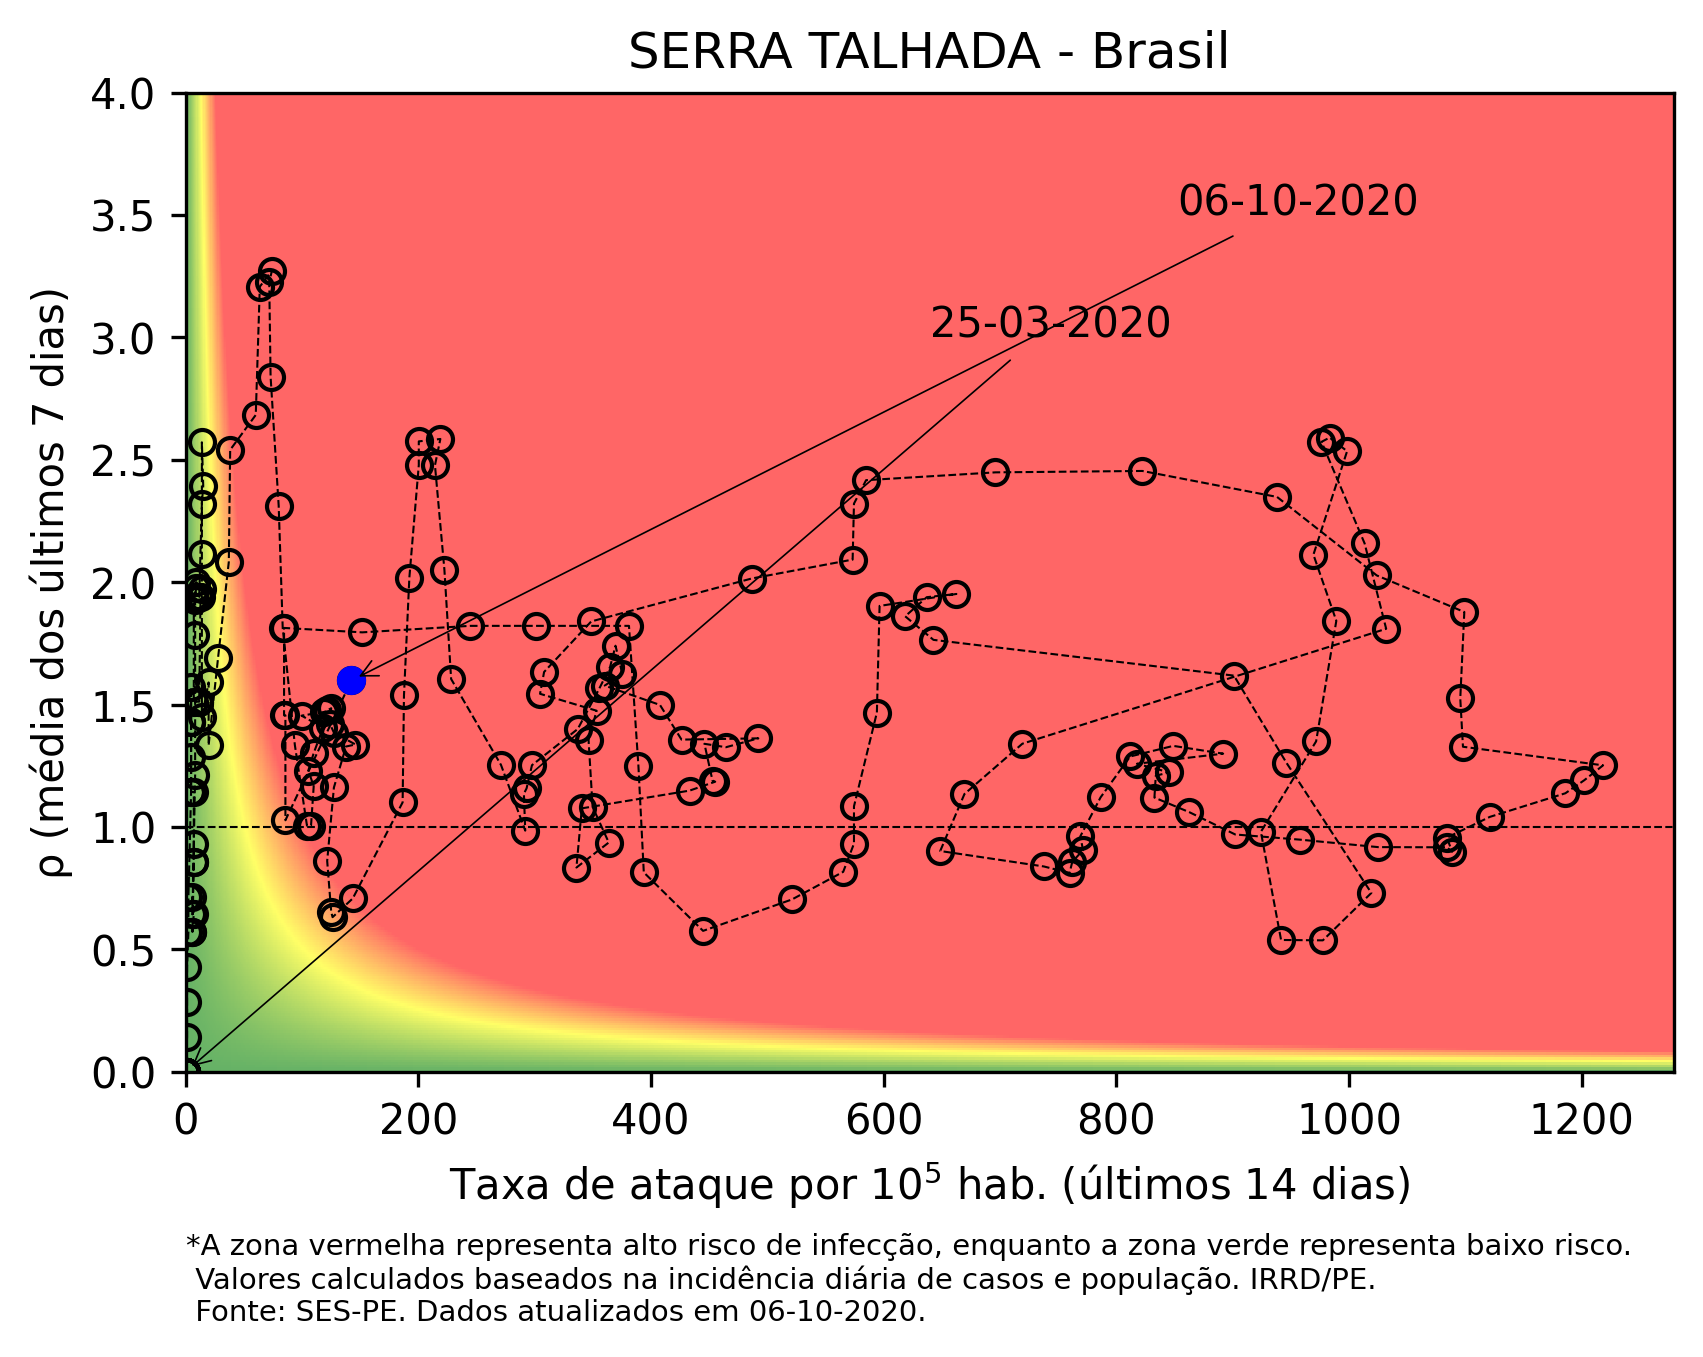 SERRA TALHADA - Brasil
4.0
3.5
3.0
2.5
2.0
1.5
1.0
0.5
0.0
ρ (média dos últimos 7 dias)
06-10-2020
25-03-2020
0 200 400 600 800 1000 1200
Taxa de ataque por 10⁵ hab. (últimos 14 dias)
*A zona vermelha representa alto risco de infecção, enquanto a zona verde representa baixo risco.
Valores calculados baseados na incidência diária de casos e população. IRRD/PE.
Fonte: SES-PE. Dados atualizados em 06-10-2020.